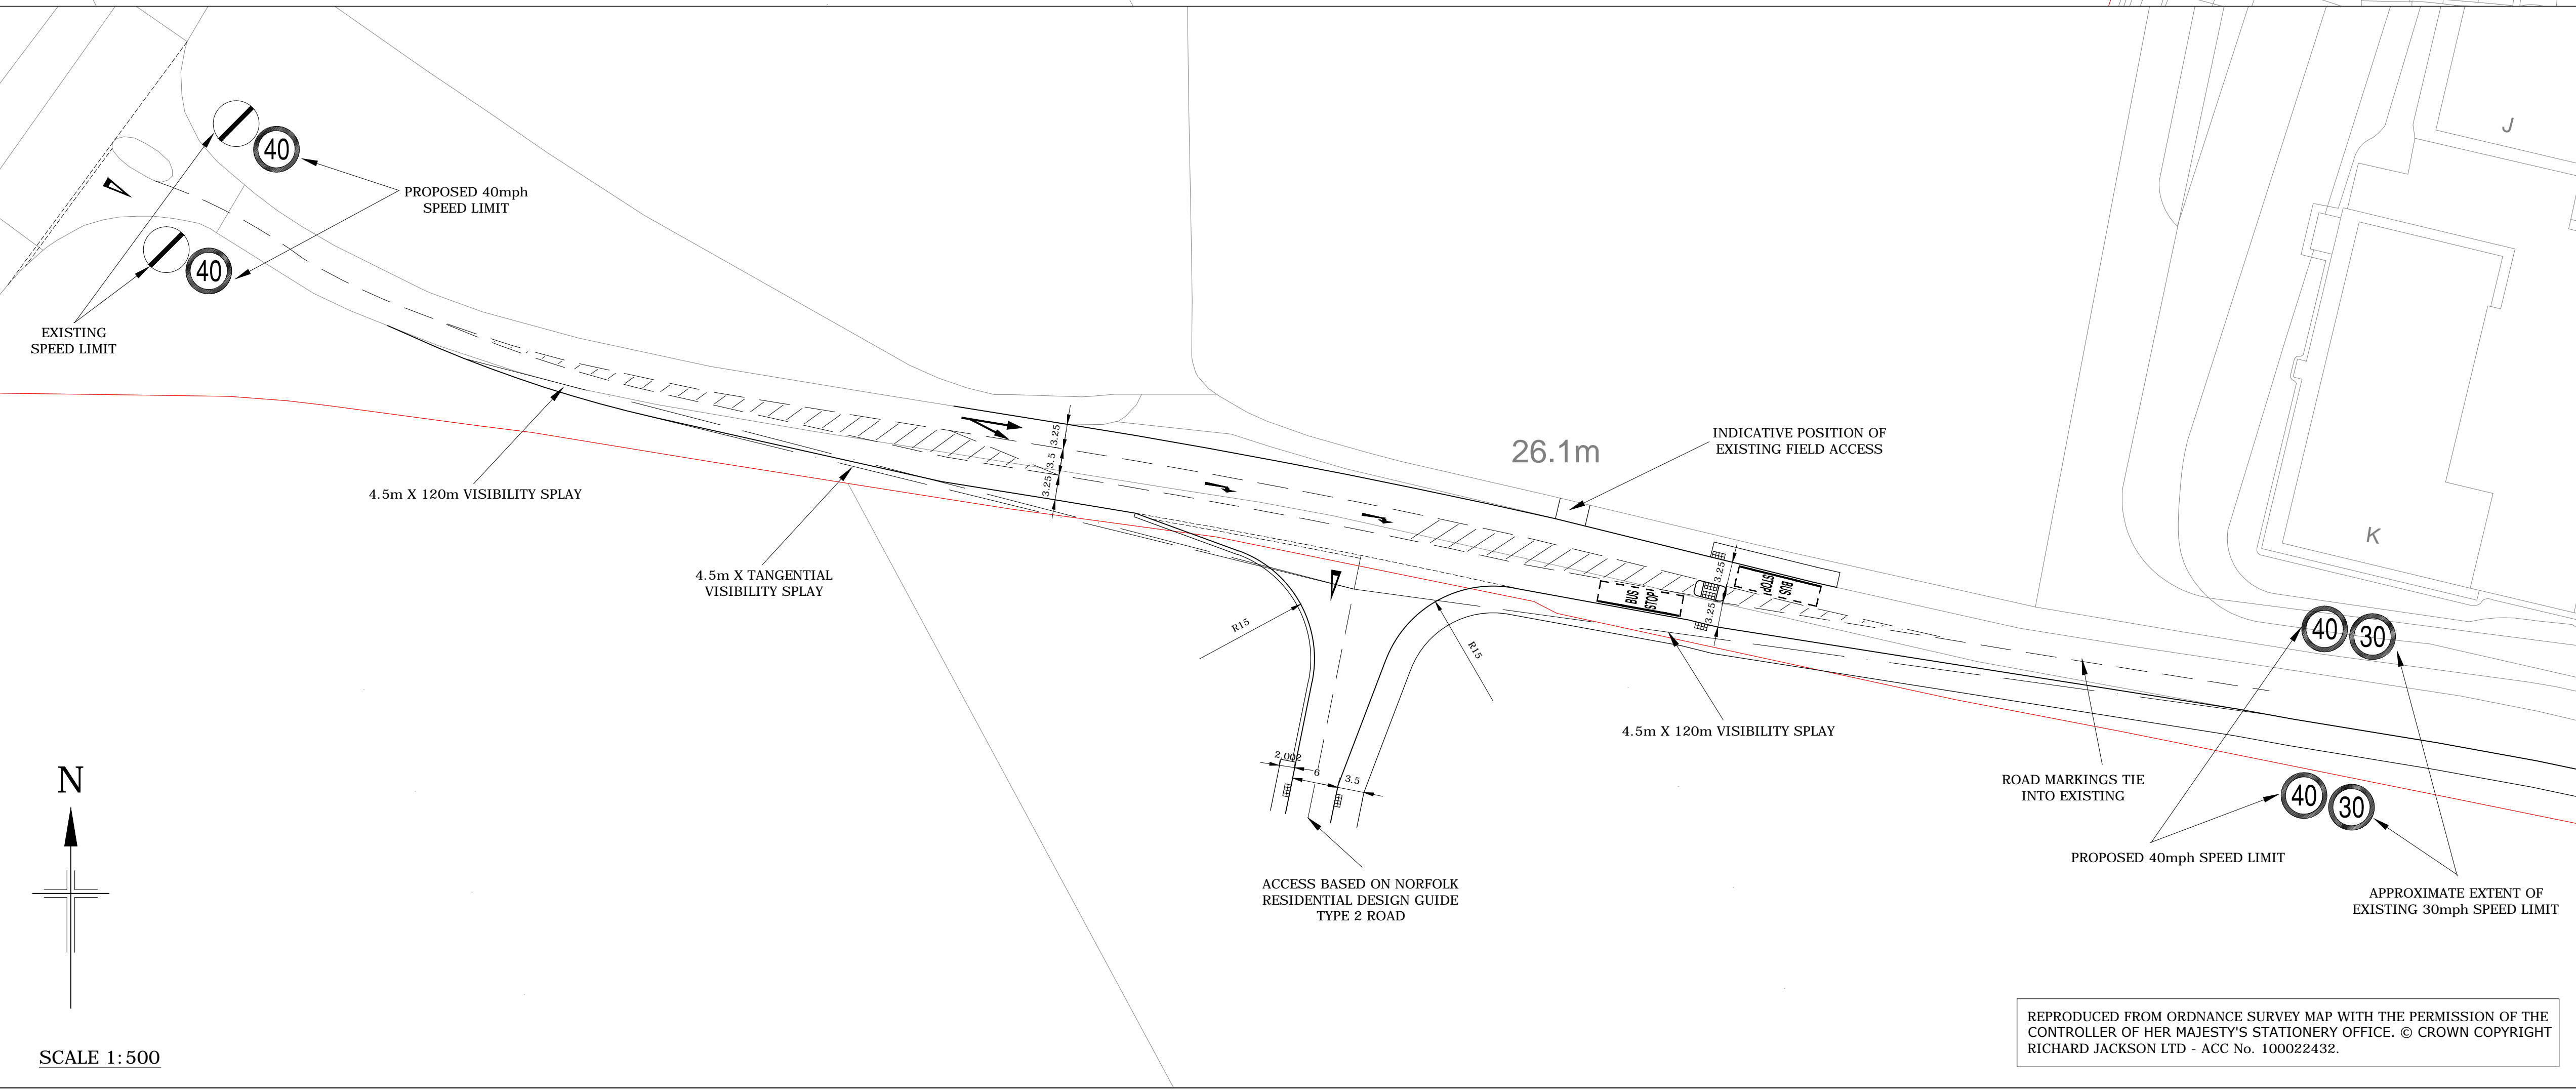 J
40
PROPOSED 40mph
SPEED LIMIT
40
EXISTING
SPEED LIMIT
3.25
3.5
3.25
INDICATIVE POSITION OF
EXISTING FIELD ACCESS
26.1m
K
4.5m X 120m VISIBILITY SPLAY
4.5m X TANGENTIAL
VISIBILITY SPLAY
BUS
STOP
BUS
STOP
3.25
3.25
R15
R15
40
30
4.5m X 120m VISIBILITY SPLAY
2.002
6
3.5
N
ROAD MARKINGS TIE
INTO EXISTING
40
30
PROPOSED 40mph SPEED LIMIT
ACCESS BASED ON NORFOLK
RESIDENTIAL DESIGN GUIDE
TYPE 2 ROAD
APPROXIMATE EXTENT OF
EXISTING 30mph SPEED LIMIT
SCALE 1:500
REPRODUCED FROM ORDNANCE SURVEY MAP WITH THE PERMISSION OF THE
CONTROLLER OF HER MAJESTY'S STATIONERY OFFICE. © CROWN COPYRIGHT
RICHARD JACKSON LTD - ACC No. 100022432.